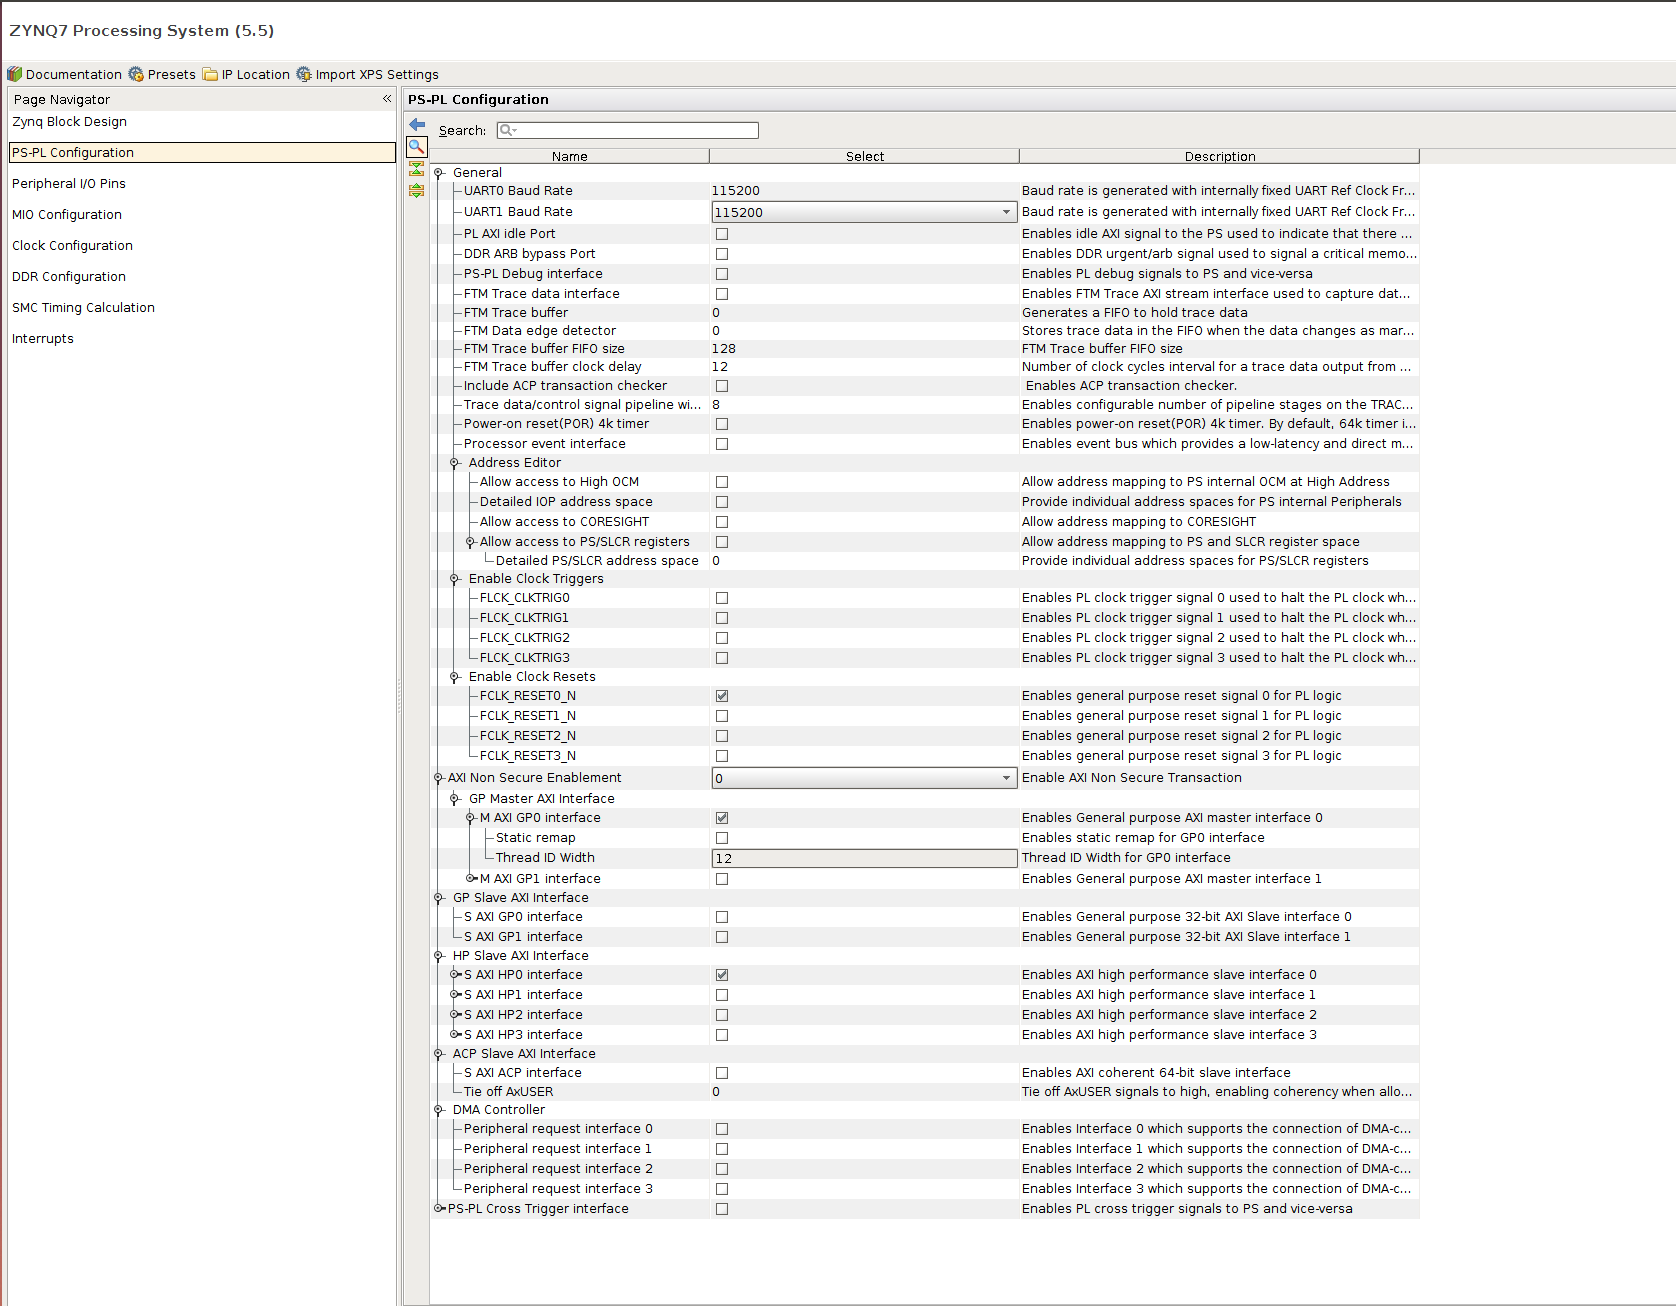 ZYNQ7 Processing System (5.5)
Documentation Presets IP Location Import XPS Settings
Page Navigator «
Zynq Block Design
PS-PL Configuration
Peripheral I/O Pins
MIO Configuration
Clock Configuration
DDR Configuration
SMC Timing Calculation
Interrupts
PS-PL Configuration
Search:
Name Select Description
General
UART0 Baud Rate 115200 Baud rate is generated with internally fixed UART Ref Clock Fr...
UART1 Baud Rate 115200 Baud rate is generated with internally fixed UART Ref Clock Fr...
PL AXI idle Port Enables idle AXI signal to the PS used to indicate that there ...
DDR ARB bypass Port Enables DDR urgent/arb signal used to signal a critical memo...
PS-PL Debug interface Enables PL debug signals to PS and vice-versa
FTM Trace data interface Enables FTM Trace AXI stream interface used to capture dat...
FTM Trace buffer 0 Generates a FIFO to hold trace data
FTM Data edge detector 0 Stores trace data in the FIFO when the data changes as mar...
FTM Trace buffer FIFO size 128 FTM Trace buffer FIFO size
FTM Trace buffer clock delay 12 Number of clock cycles interval for a trace data output from ...
Include ACP transaction checker Enables ACP transaction checker.
Trace data/control signal pipeline wi... 8 Enables configurable number of pipeline stages on the TRAC...
Power-on reset(POR) 4k timer Enables power-on reset(POR) 4k timer. By default, 64k timer i...
Processor event interface Enables event bus which provides a low-latency and direct m...
Address Editor
Allow access to High OCM Allow address mapping to PS internal OCM at High Address
Detailed IOP address space Provide individual address spaces for PS internal Peripherals
Allow access to CORESIGHT Allow address mapping to CORESIGHT
Allow access to PS/SLCR registers Allow address mapping to PS and SLCR register space
Detailed PS/SLCR address space 0 Provide individual address spaces for PS/SLCR registers
Enable Clock Triggers
FLCK_CLKTRIG0 Enables PL clock trigger signal 0 used to halt the PL clock wh...
FLCK_CLKTRIG1 Enables PL clock trigger signal 1 used to halt the PL clock wh...
FLCK_CLKTRIG2 Enables PL clock trigger signal 2 used to halt the PL clock wh...
FLCK_CLKTRIG3 Enables PL clock trigger signal 3 used to halt the PL clock wh...
Enable Clock Resets
FCLK_RESET0_N Enables general purpose reset signal 0 for PL logic
FCLK_RESET1_N Enables general purpose reset signal 1 for PL logic
FCLK_RESET2_N Enables general purpose reset signal 2 for PL logic
FCLK_RESET3_N Enables general purpose reset signal 3 for PL logic
AXI Non Secure Enablement 0 Enable AXI Non Secure Transaction
GP Master AXI Interface
M AXI GP0 interface Enables General purpose AXI master interface 0
Static remap Enables static remap for GP0 interface
Thread ID Width 12 Thread ID Width for GP0 interface
M AXI GP1 interface Enables General purpose AXI master interface 1
GP Slave AXI Interface
S AXI GP0 interface Enables General purpose 32-bit AXI Slave interface 0
S AXI GP1 interface Enables General purpose 32-bit AXI Slave interface 1
HP Slave AXI Interface
S AXI HP0 interface Enables AXI high performance slave interface 0
S AXI HP1 interface Enables AXI high performance slave interface 1
S AXI HP2 interface Enables AXI high performance slave interface 2
S AXI HP3 interface Enables AXI high performance slave interface 3
ACP Slave AXI Interface
S AXI ACP interface Enables AXI coherent 64-bit slave interface
Tie off AxUSER 0 Tie off AxUSER signals to high, enabling coherency when allo...
DMA Controller
Peripheral request interface 0 Enables Interface 0 which supports the connection of DMA-c...
Peripheral request interface 1 Enables Interface 1 which supports the connection of DMA-c...
Peripheral request interface 2 Enables Interface 2 which supports the connection of DMA-c...
Peripheral request interface 3 Enables Interface 3 which supports the connection of DMA-c...
PS-PL Cross Trigger interface Enables PL cross trigger signals to PS and vice-versa